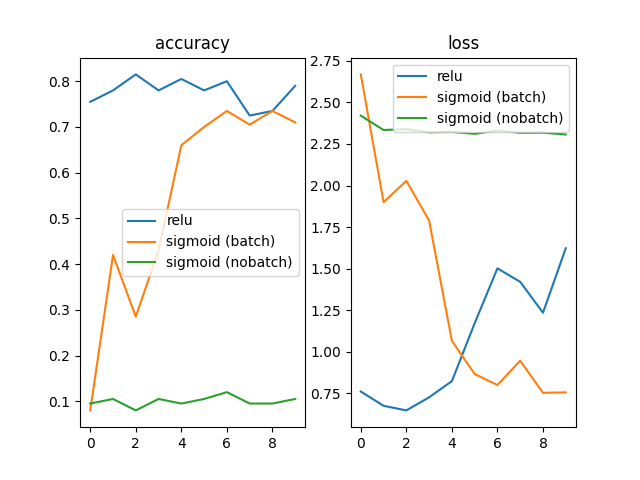 accuracy
0.8
0.7
0.6
0.5
0.4
0.3
0.2
0.1
0 2 4 6 8
relu
sigmoid (batch)
sigmoid (nobatch)
loss
2.75
2.50
2.25
2.00
1.75
1.50
1.25
1.00
0.75
0 2 4 6 8
relu
sigmoid (batch)
sigmoid (nobatch)